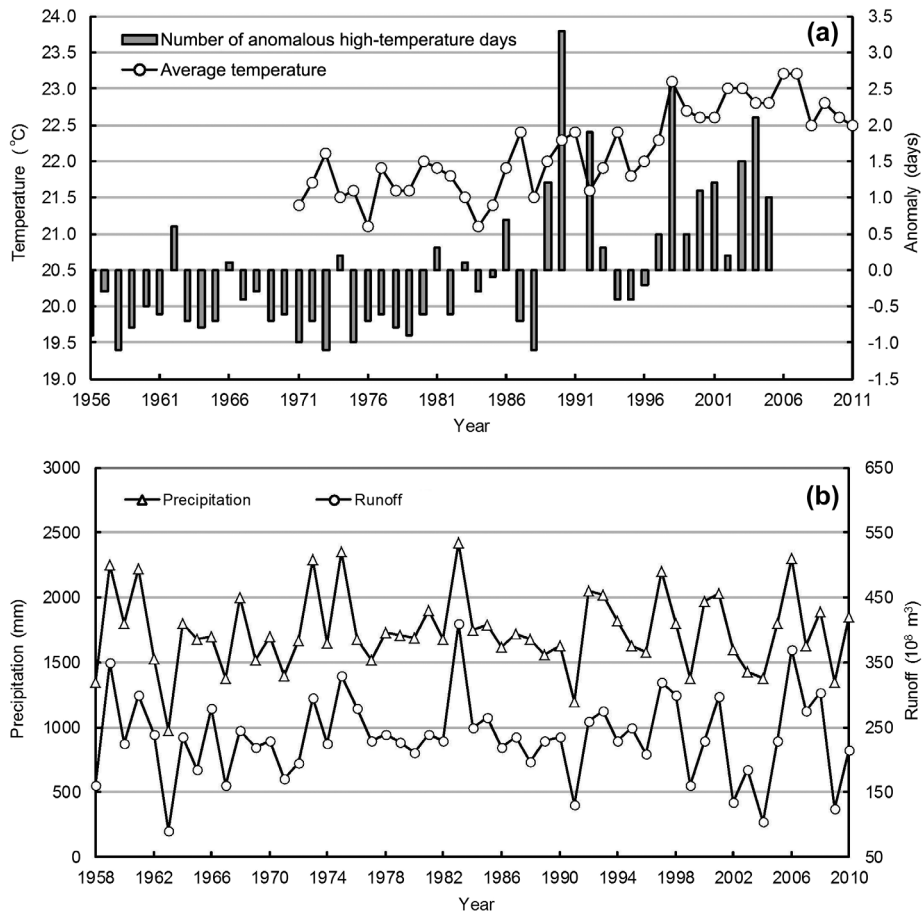 (a)
Number of anomalous high-temperature days
Average temperature
Temperature (°C)
24.0
23.5
23.0
22.5
22.0
21.5
21.0
20.5
20.0
19.5
19.0
Anomaly (days)
3.5
3.0
2.5
2.0
1.5
1.0
0.5
0.0
-0.5
-1.0
-1.5
1956 1961 1966 1971 1976 1981 1986 1991 1996 2001 2006 2011
Year
(b)
Precipitation Runoff
Precipitation (mm)
3000
2500
2000
1500
1000
500
0
Runoff (10⁸ m³)
650
550
450
350
250
150
50
1958 1962 1966 1970 1974 1978 1982 1986 1990 1994 1998 2002 2006 2010
Year